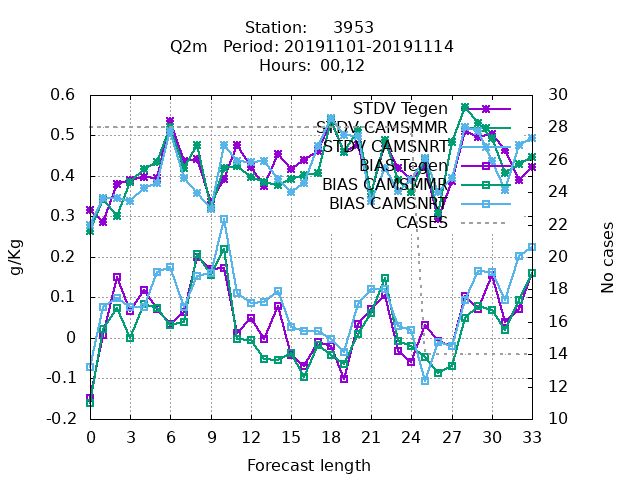 Station: 3953
Q2m Period: 20191101-20191114
Hours: 00,12
g/Kg
0.6
0.5
0.4
0.3
0.2
0.1
0
-0.1
-0.2
STDV Tegen
STDV CAMSMMR
STDV CAMSNRT
BIAS Tegen
BIAS CAMSMMR
BIAS CAMSNRT
CASES
30
28
26
24
22
20
18
16
14
12
10
No cases
0 3 6 9 12 15 18 21 24 27 30 33
Forecast length